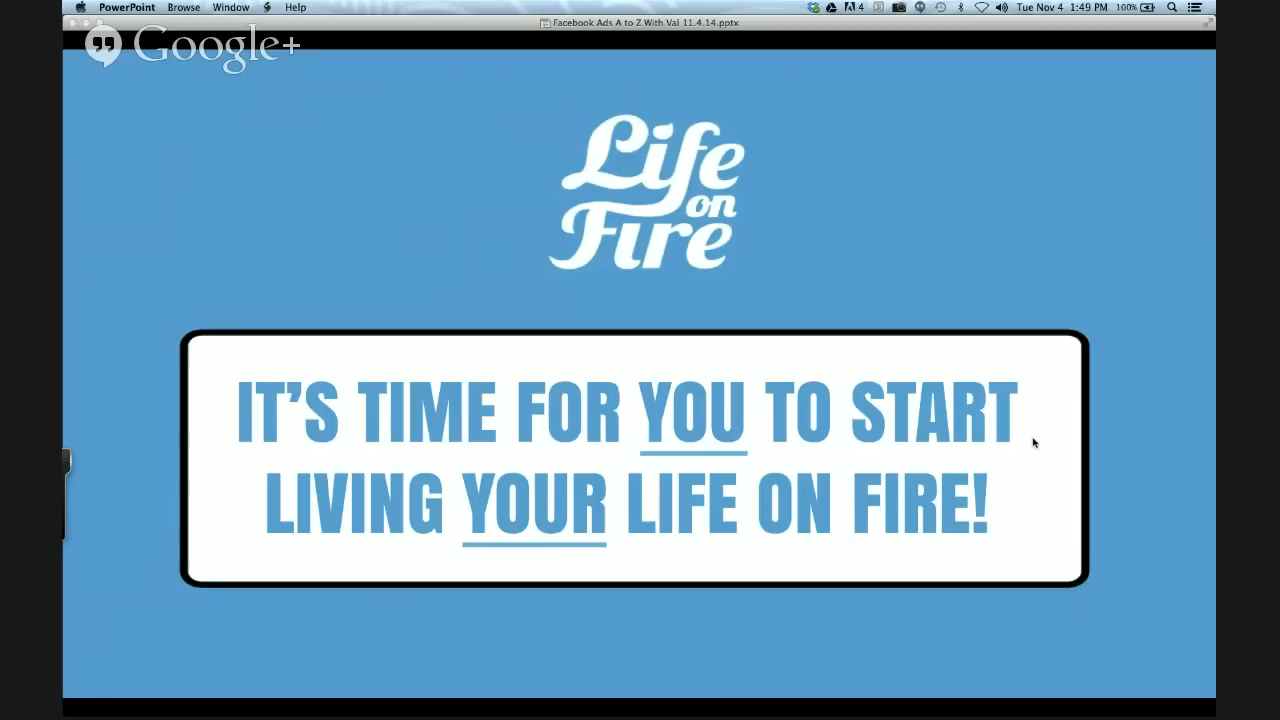 PowerPoint Browse Window Help
4 Tue Nov 4 1:49 PM 100%
Facebook Ads A to Z With Val 11.4.14.pptx
Google+
Life
on
Fire
IT'S TIME FOR YOU TO START
LIVING YOUR LIFE ON FIRE!